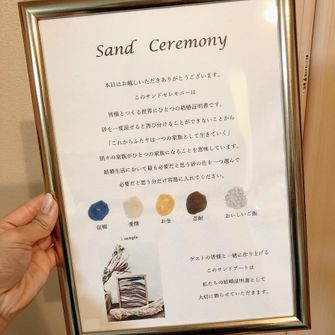 Sand Ceremony
本日はお越しいただきありがとうございます。
このサンドセレモニーは
皆様とつくる世界にひとつの結婚証明書です。
砂を一度混ぜると再び分けることができないことから
「これからふたりは一つの家族として生きていく」
別々の家族がひとつの家族になることを意味しています。
結婚生活において最も必要だと思う砂の色を一つ選んで
必要だと思う分だけ容器に入れてください。
信頼 愛情 お金 忍耐 おいしいご飯
sample
ゲストの皆様と一緒に作り上げる
このサンドアートは
私たちの結婚証明書として
大切に飾らせていただきます。